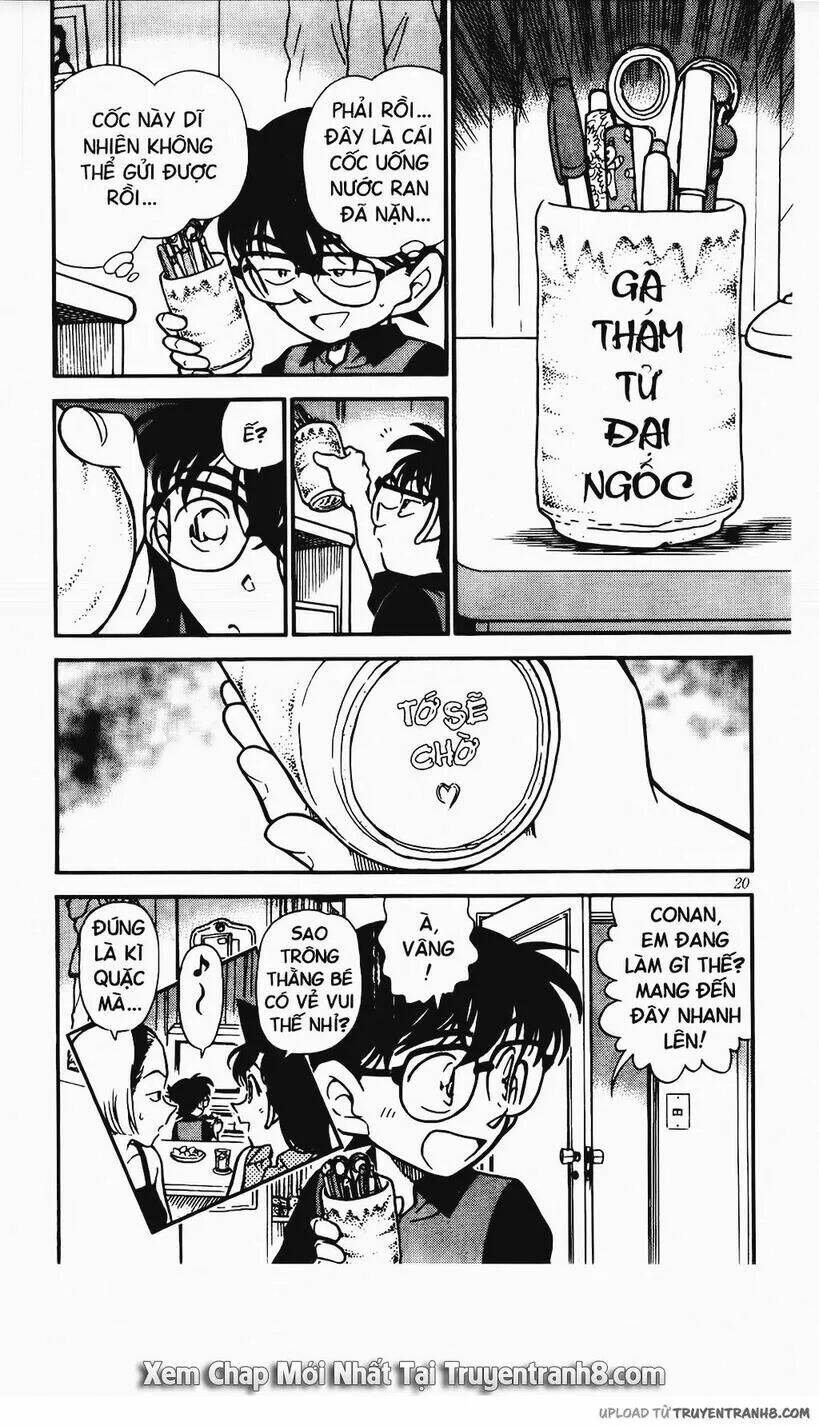 GÃ
THÁM
TỬ
ĐẠI
NGỐC
PHẢI RỒI...
ĐÂY LÀ CÁI
CỐC UỐNG
NƯỚC RAN
ĐÃ NẶN...
CỐC NÀY DĨ
NHIÊN KHÔNG
THỂ GỬI ĐƯỢC
RỒI...
Ế?
TỚ SẼ
CHỜ
20
CONAN,
EM ĐANG
LÀM GÌ THẾ?
MANG ĐẾN
ĐÂY NHANH
LÊN!
À,
VÂNG
!
SAO
TRÔNG
THẰNG BÉ
CÓ VẺ VUI
THẾ NHỈ?
ĐÚNG
LÀ KÌ
QUẶC
MÀ...
Xem Chap Mới Nhất Tại Truyentranh8.com
UPLOAD TỪ TRUYENTRANH8.COM